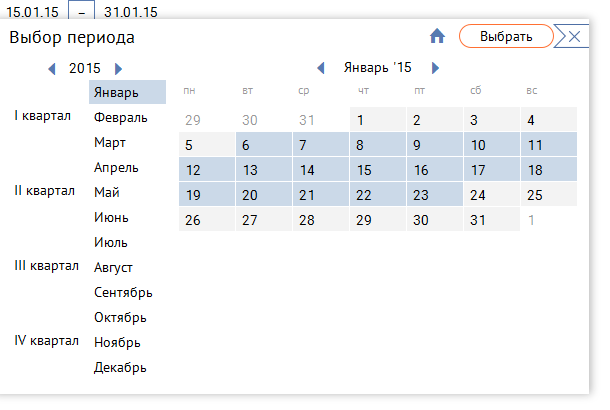 15.01.15 – 31.01.15
Выбор периода Выбрать
2015 Январь '15
Январь пн вт ср чт пт сб вс
I квартал Февраль 29 30 31 1 2 3 4
Март 5 6 7 8 9 10 11
Апрель 12 13 14 15 16 17 18
II квартал Май 19 20 21 22 23 24 25
Июнь 26 27 28 29 30 31 1
Июль
III квартал Август
Сентябрь
Октябрь
IV квартал Ноябрь
Декабрь